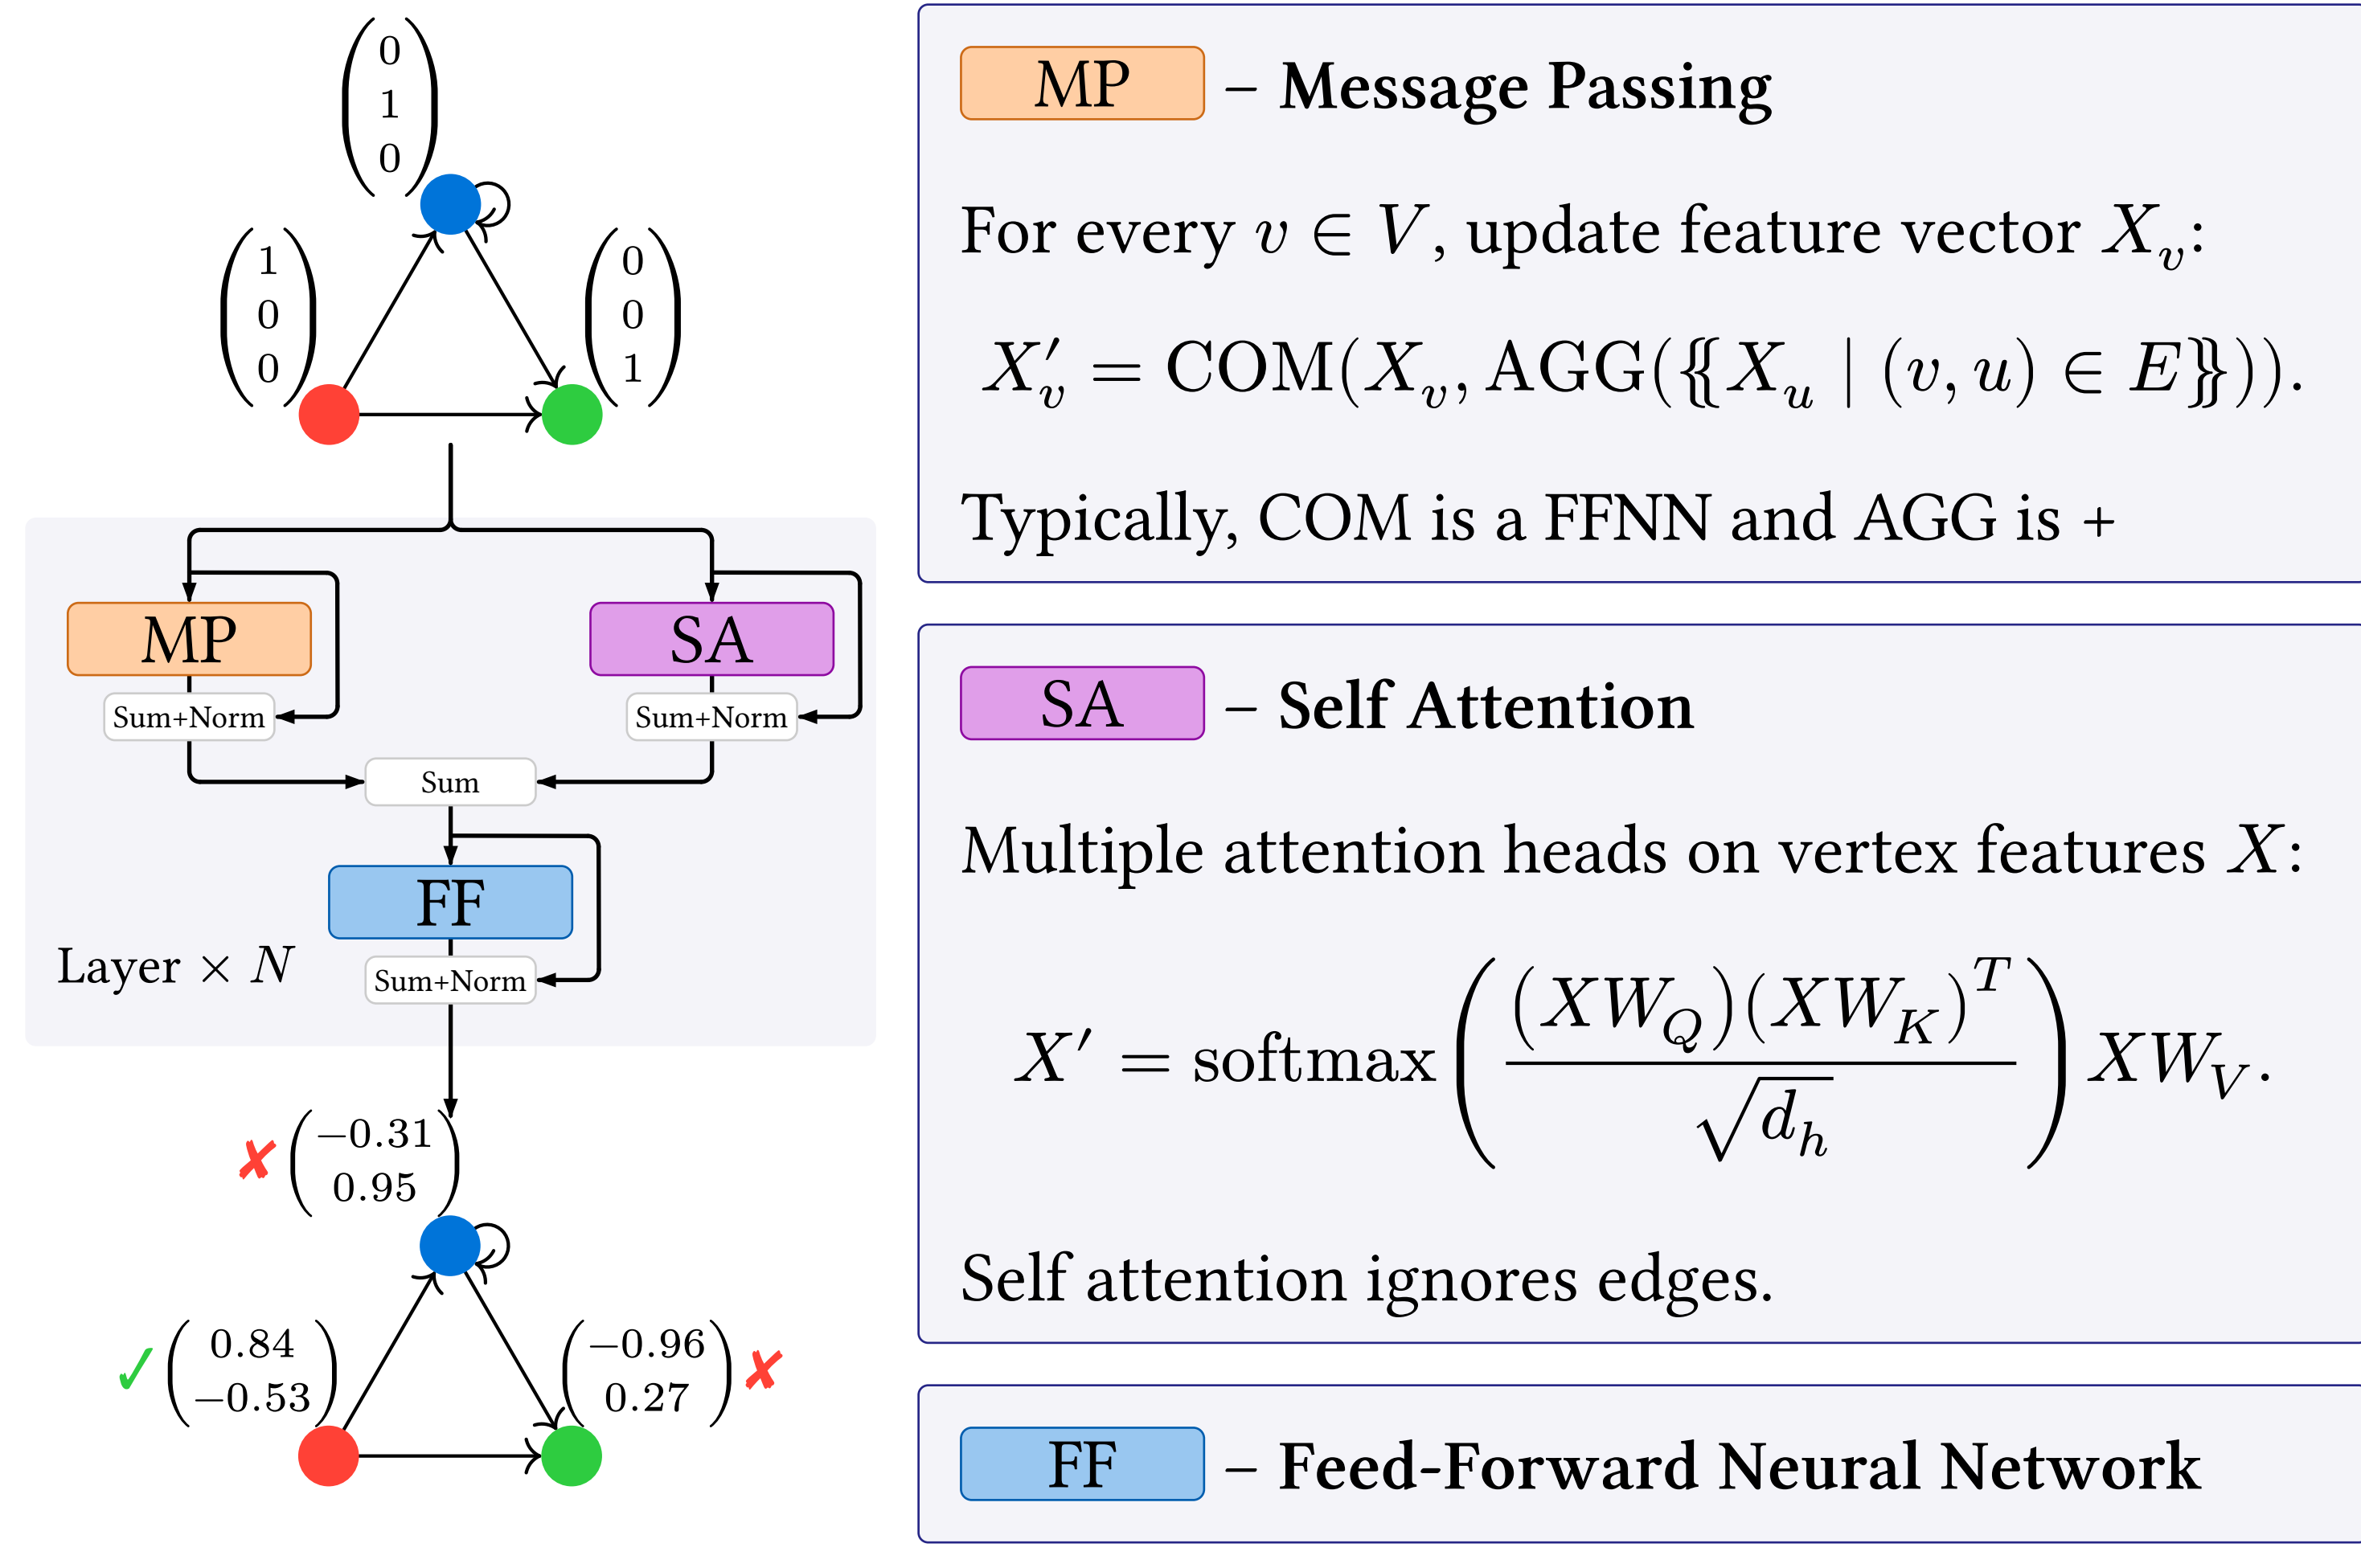 0
1
0
1
0
0
0
0
1
MP
SA
Sum+Norm
Sum+Norm
Sum
FF
Layer × N
Sum+Norm
✘ (−0.31
0.95)
✓ (0.84
−0.53)
(−0.96
0.27) ✘
MP – Message Passing
For every v ∈ V, update feature vector X_v:
X′_v = COM(X_v, AGG({{X_u | (v, u) ∈ E}})).
Typically, COM is a FFNN and AGG is +
SA – Self Attention
Multiple attention heads on vertex features X:
X′ = softmax( (XW_Q)(XW_K)^T / √d_h ) XW_V.
Self attention ignores edges.
FF – Feed-Forward Neural Network